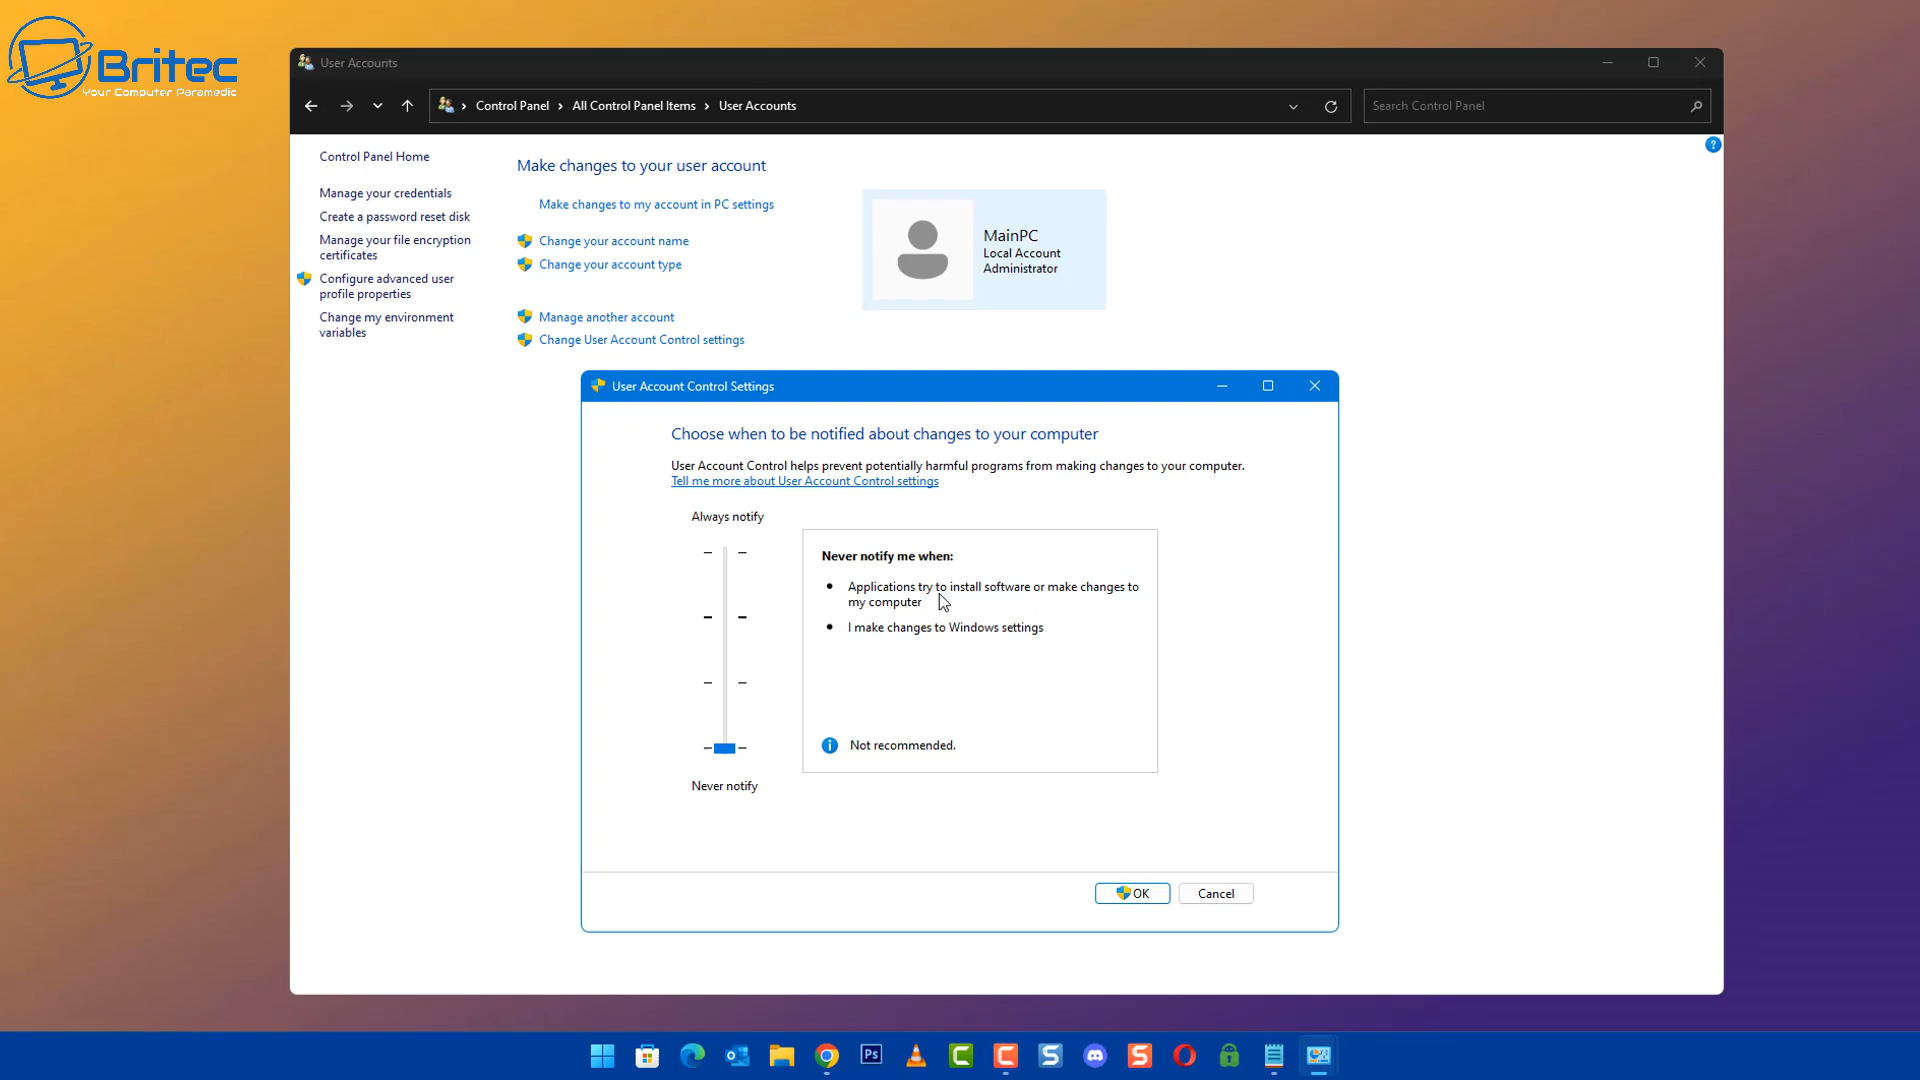 Britec
Your Computer Paramedic
User Accounts
Control Panel
All Control Panel Items
User Accounts
Search Control Panel
Control Panel Home
Manage your credentials
Create a password reset disk
Manage your file encryption
certificates
Configure advanced user
profile properties
Change my environment
variables
Make changes to your user account
Make changes to my account in PC settings
Change your account name
Change your account type
Manage another account
Change User Account Control settings
MainPC
Local Account
Administrator
User Account Control Settings
Choose when to be notified about changes to your computer
User Account Control helps prevent potentially harmful programs from making changes to your computer.
Tell me more about User Account Control settings
Always notify
Never notify me when:
Applications try to install software or make changes to
my computer
I make changes to Windows settings
Not recommended.
Never notify
OK
Cancel
Ps
C
C
S
S